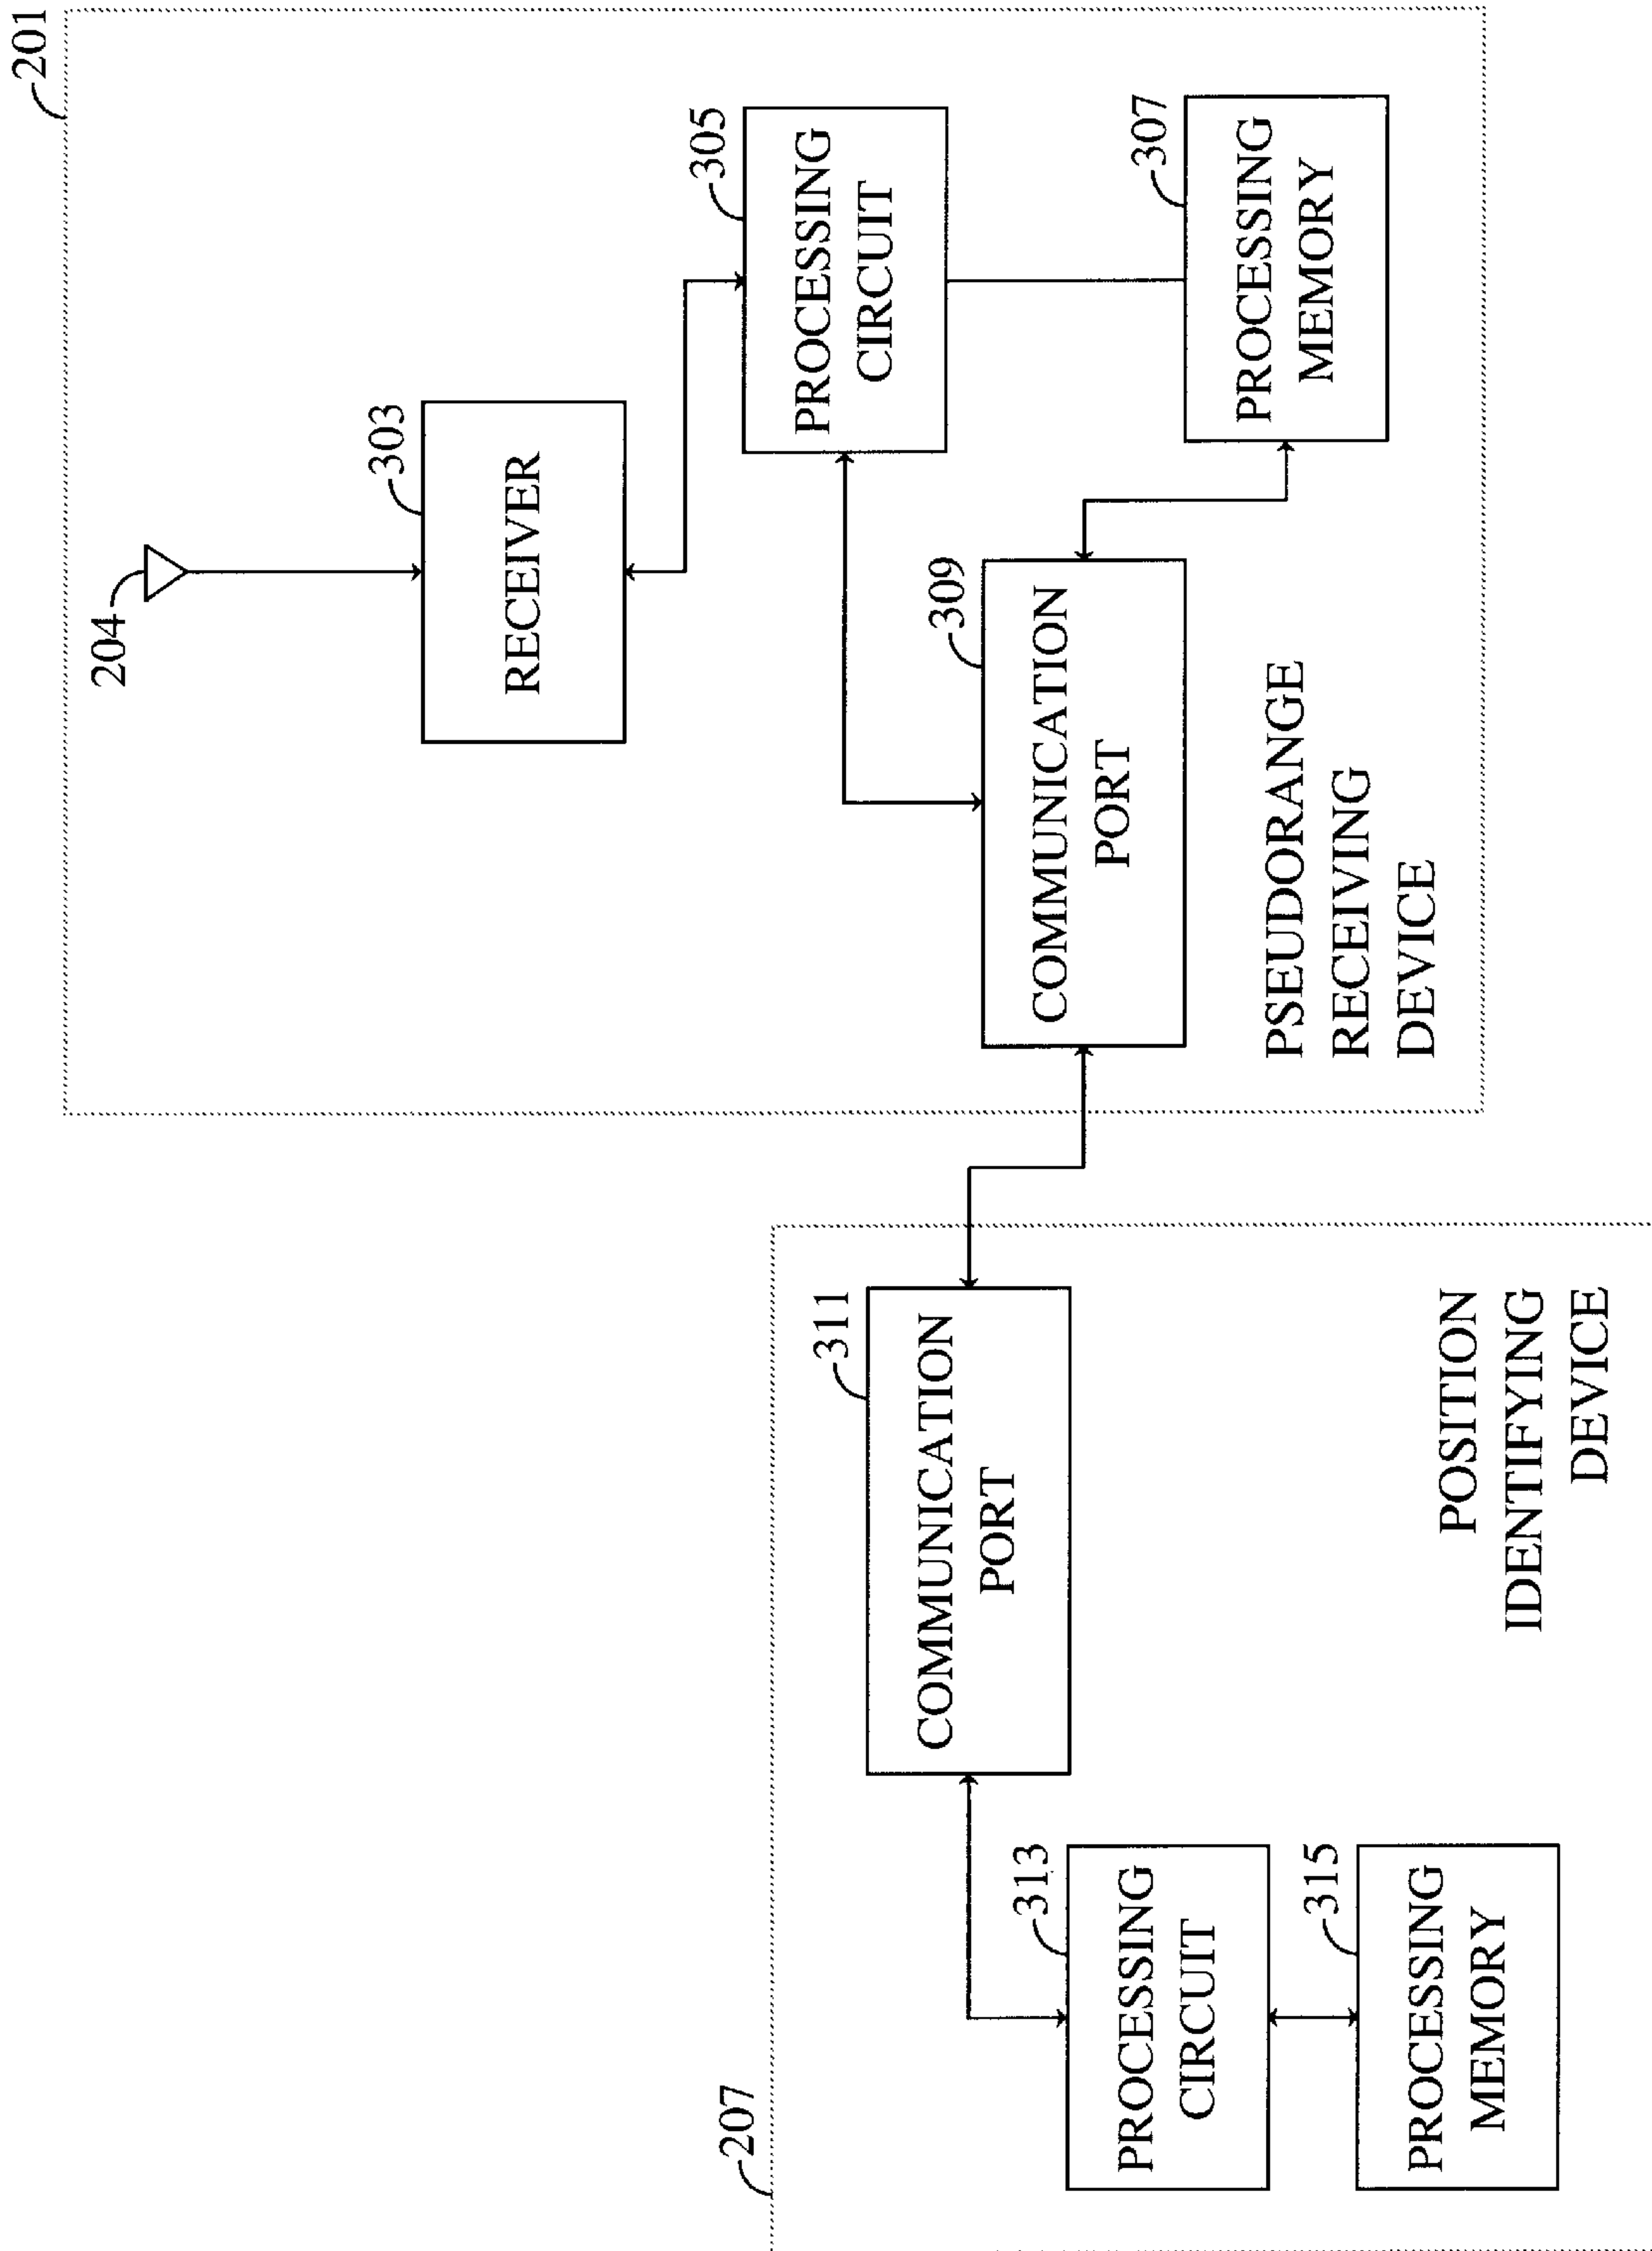 201
204
303
RECEIVER
305
PROCESSING
CIRCUIT
307
PROCESSING
MEMORY
309
COMMUNICATION
PORT
PSEUDORANGE
RECEIVING
DEVICE
207
311
COMMUNICATION
PORT
313
PROCESSING
CIRCUIT
315
PROCESSING
MEMORY
POSITION
IDENTIFYING
DEVICE